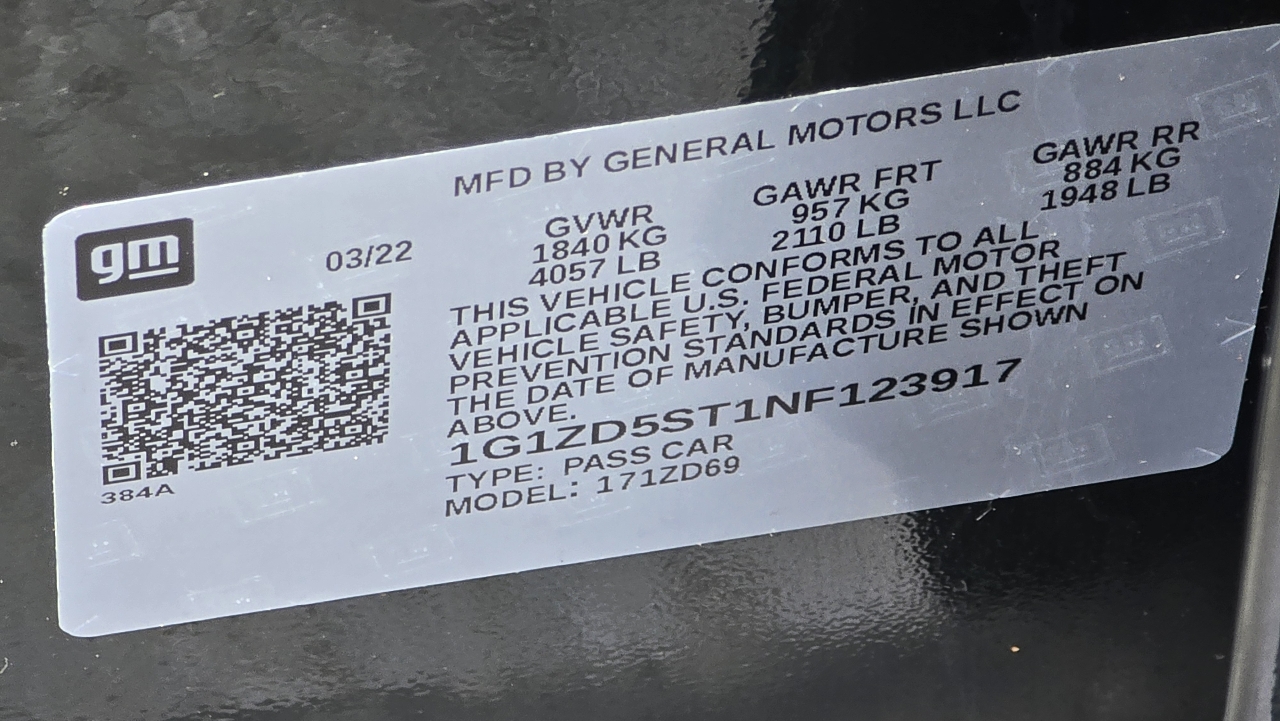 MFD BY GENERAL MOTORS LLC
gm
03/22
GVWR
1840 KG
4057 LB
GAWR FRT
957 KG
2110 LB
GAWR RR
884 KG
1948 LB
THIS VEHICLE CONFORMS TO ALL
APPLICABLE U.S. FEDERAL MOTOR
VEHICLE SAFETY, BUMPER, AND THEFT
PREVENTION STANDARDS IN EFFECT ON
THE DATE OF MANUFACTURE SHOWN
ABOVE.
1G1ZD5ST1NF123917
TYPE: PASS CAR
MODEL: 171ZD69
384A